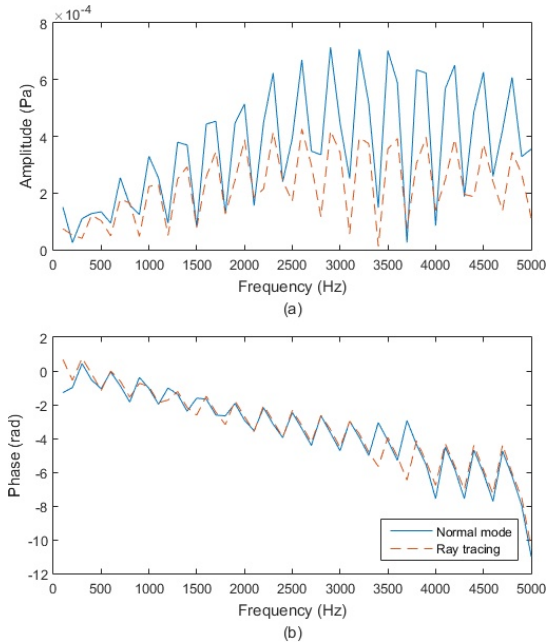 ×10⁻⁴
8
6
4
2
0
Amplitude (Pa)
0 500 1000 1500 2000 2500 3000 3500 4000 4500 5000
Frequency (Hz)
(a)
2
0
-2
-4
-6
-8
-10
-12
Phase (rad)
Normal mode
Ray tracing
0 500 1000 1500 2000 2500 3000 3500 4000 4500 5000
Frequency (Hz)
(b)